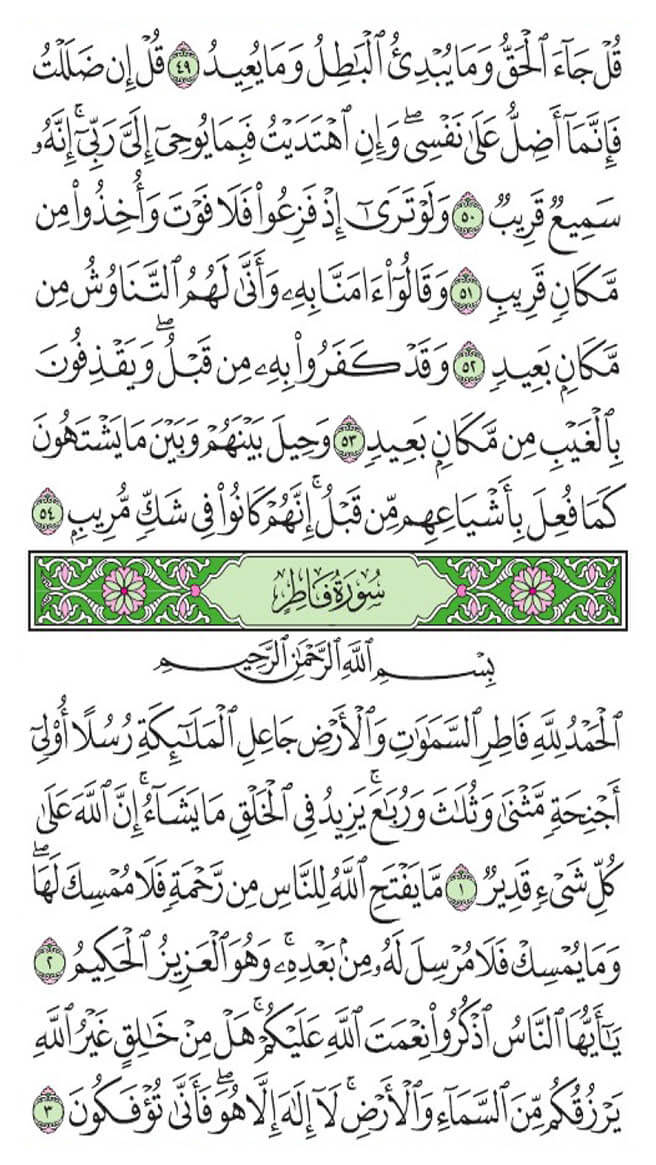 قُلْ جَآءَ ٱلْحَقُّ وَمَا يُبْدِئُ ٱلْبَٰطِلُ وَمَا يُعِيدُ ٤٩ قُلْ إِن ضَلَلْتُ
فَإِنَّمَآ أَضِلُّ عَلَىٰ نَفْسِى ۖ وَإِنِ ٱهْتَدَيْتُ فَبِمَا يُوحِىٓ إِلَىَّ رَبِّىٓ ۚ إِنَّهُۥ
سَمِيعٌ قَرِيبٌ ٥٠ وَلَوْ تَرَىٰٓ إِذْ فَزِعُوا۟ فَلَا فَوْتَ وَأُخِذُوا۟ مِن
مَّكَانٍ قَرِيبٍ ٥١ وَقَالُوٓا۟ ءَامَنَّا بِهِۦ وَأَنَّىٰ لَهُمُ ٱلتَّنَاوُشُ مِن
مَّكَانٍۭ بَعِيدٍ ٥٢ وَقَدْ كَفَرُوا۟ بِهِۦ مِن قَبْلُ ۖ وَيَقْذِفُونَ
بِٱلْغَيْبِ مِن مَّكَانٍۭ بَعِيدٍ ٥٣ وَحِيلَ بَيْنَهُمْ وَبَيْنَ مَا يَشْتَهُونَ
كَمَا فُعِلَ بِأَشْيَاعِهِم مِّن قَبْلُ ۚ إِنَّهُمْ كَانُوا۟ فِى شَكٍّ مُّرِيبٍۭ ٥٤
سُورَةُ فَاطِرٍ
بِسْمِ ٱللَّهِ ٱلرَّحْمَٰنِ ٱلرَّحِيمِ
ٱلْحَمْدُ لِلَّهِ فَاطِرِ ٱلسَّمَٰوَٰتِ وَٱلْأَرْضِ جَاعِلِ ٱلْمَلَٰٓئِكَةِ رُسُلًا أُو۟لِىٓ
أَجْنِحَةٍ مَّثْنَىٰ وَثُلَٰثَ وَرُبَٰعَ ۚ يَزِيدُ فِى ٱلْخَلْقِ مَا يَشَآءُ ۚ إِنَّ ٱللَّهَ عَلَىٰ
كُلِّ شَىْءٍ قَدِيرٌ ١ مَّا يَفْتَحِ ٱللَّهُ لِلنَّاسِ مِن رَّحْمَةٍ فَلَا مُمْسِكَ لَهَا ۖ
وَمَا يُمْسِكْ فَلَا مُرْسِلَ لَهُۥ مِنۢ بَعْدِهِۦ ۚ وَهُوَ ٱلْعَزِيزُ ٱلْحَكِيمُ ٢
يَٰٓأَيُّهَا ٱلنَّاسُ ٱذْكُرُوا۟ نِعْمَتَ ٱللَّهِ عَلَيْكُمْ ۚ هَلْ مِنْ خَٰلِقٍ غَيْرُ ٱللَّهِ
يَرْزُقُكُم مِّنَ ٱلسَّمَآءِ وَٱلْأَرْضِ ۚ لَآ إِلَٰهَ إِلَّا هُوَ ۖ فَأَنَّىٰ تُؤْفَكُونَ ٣